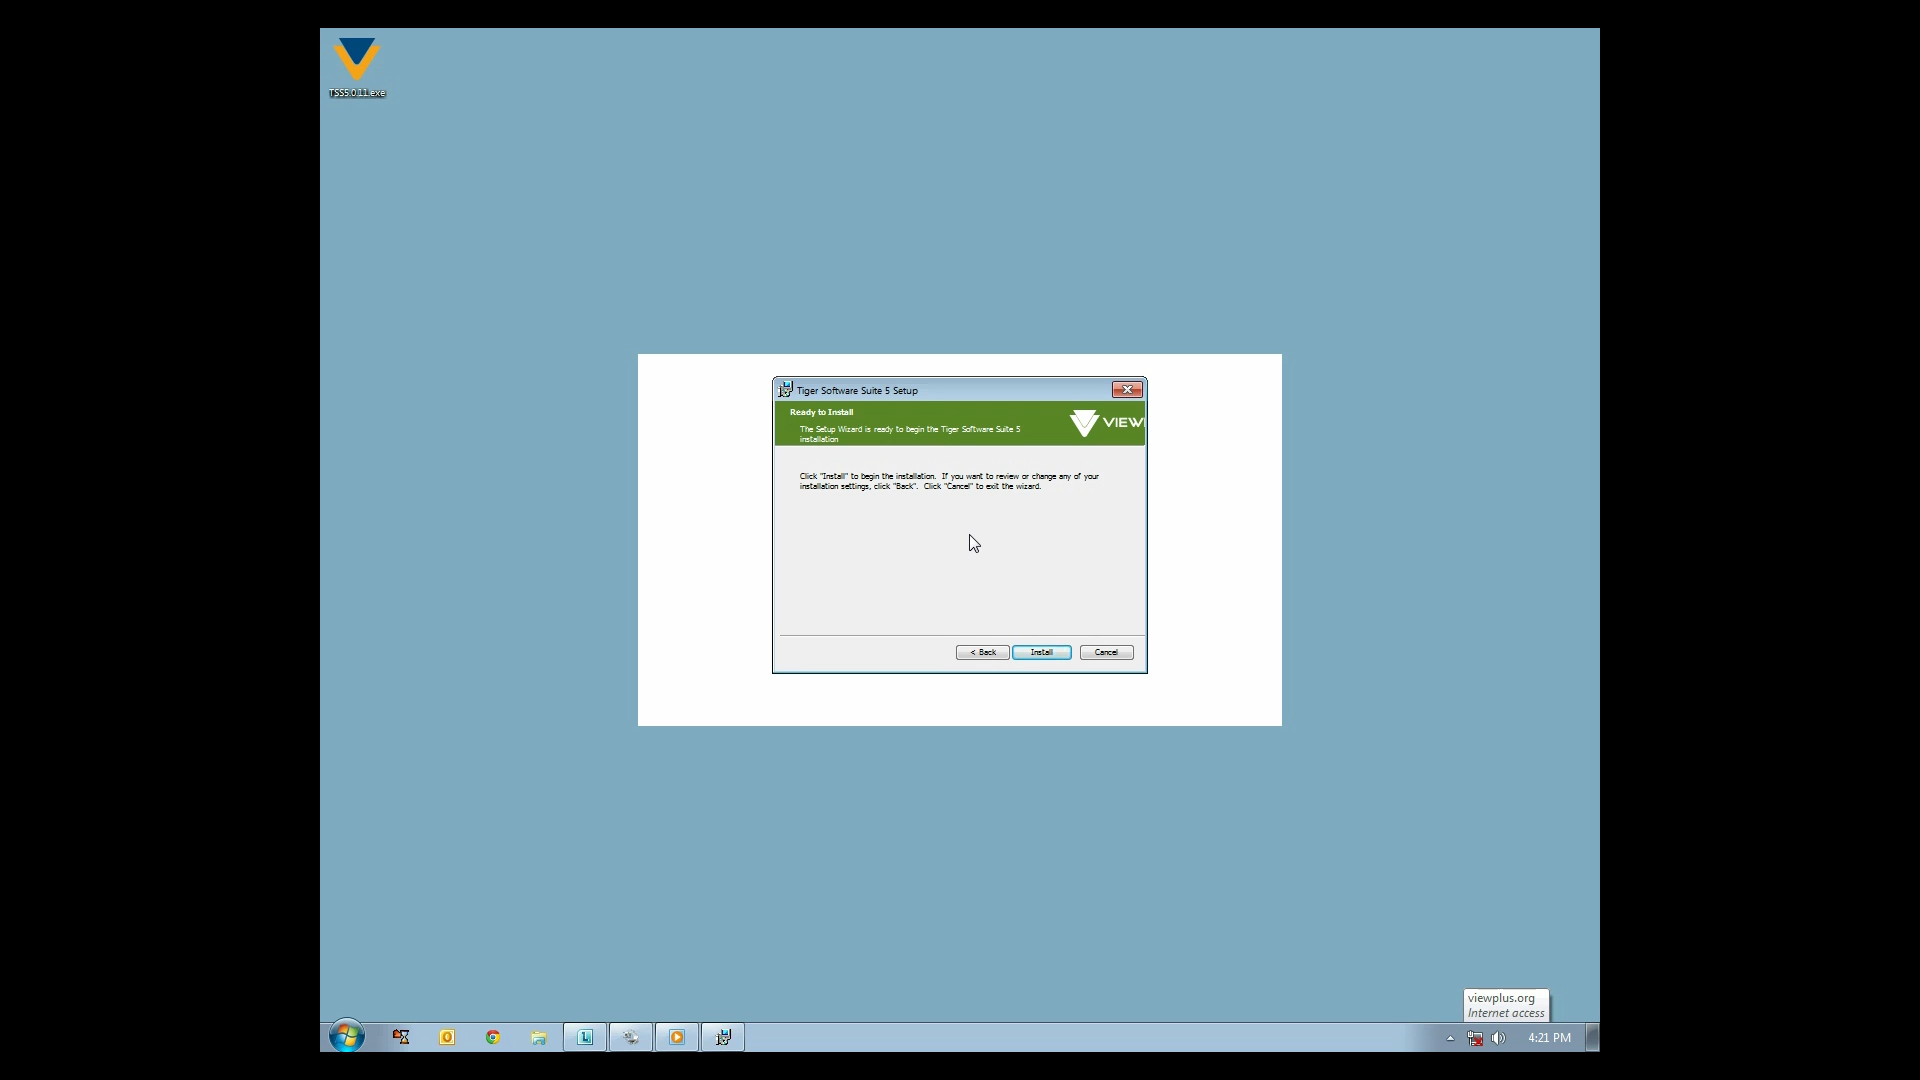 TSS5.0.11.exe
Tiger Software Suite 5 Setup
Ready to Install
The Setup Wizard is ready to begin the Tiger Software Suite 5
installation
VIEW
Click "Install" to begin the installation. If you want to review or change any of your
installation settings, click "Back". Click "Cancel" to exit the wizard.
< Back
Install
Cancel
viewplus.org
Internet access
4:21 PM